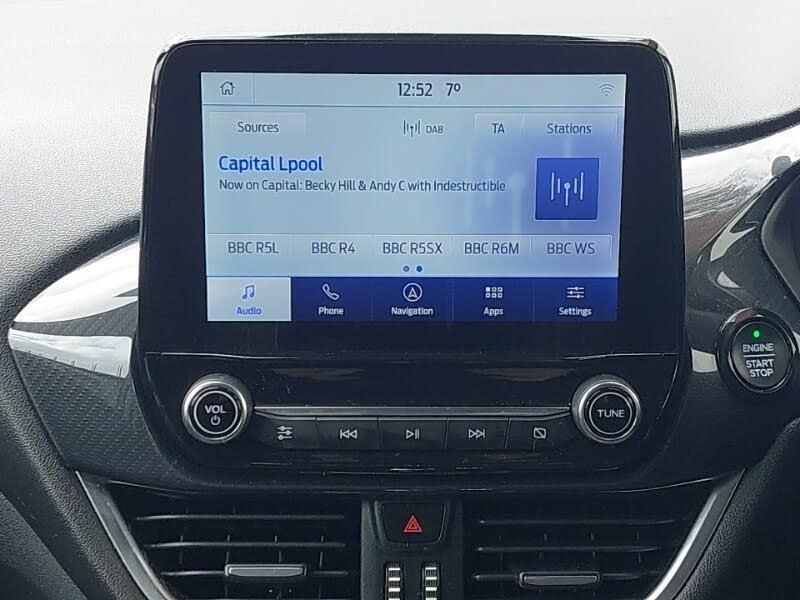 12:52 7º
Sources DAB TA Stations
Capital Lpool
Now on Capital: Becky Hill & Andy C with Indestructible
BBC R5L BBC R4 BBC R5SX BBC R6M BBC WS
Audio Phone Navigation Apps Settings
ENGINE
START
STOP
VOL
TUNE